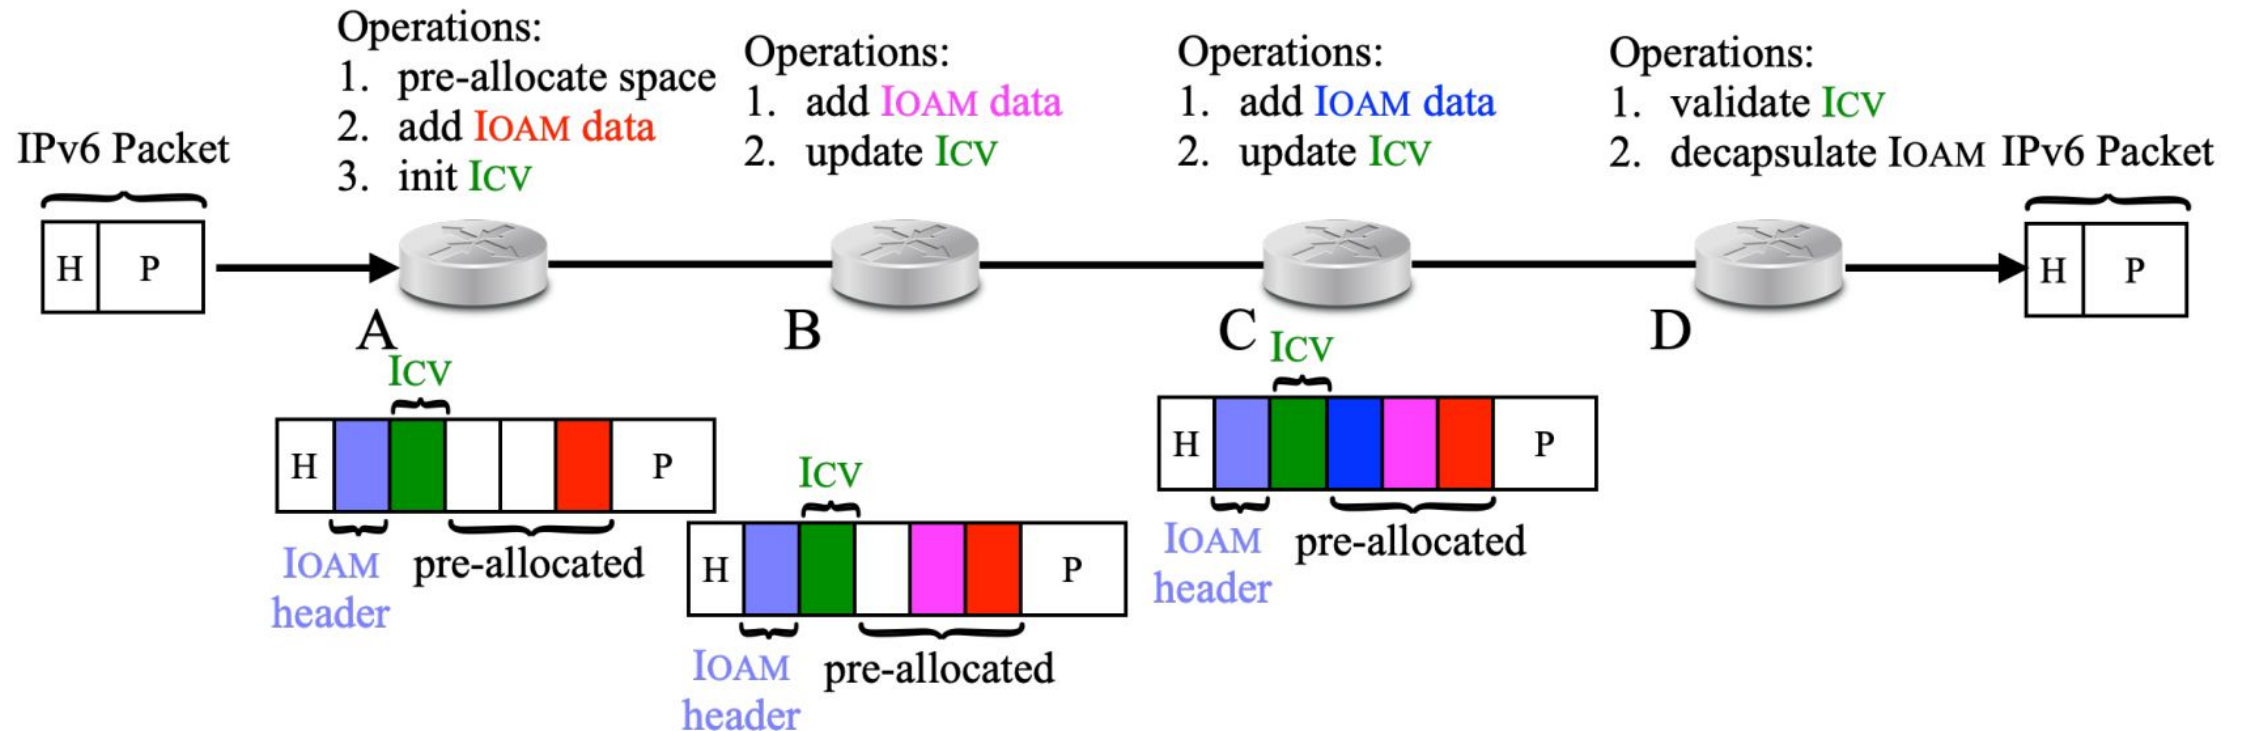 IPv6 Packet
H P
Operations:
1. pre-allocate space
2. add IOAM data
3. init ICV
A
Operations:
1. add IOAM data
2. update ICV
B
Operations:
1. add IOAM data
2. update ICV
C
Operations:
1. validate ICV
2. decapsulate IOAM
D
IPv6 Packet
H P
ICV
H P
IOAM
header
pre-allocated
ICV
H P
IOAM
header
pre-allocated
ICV
H P
IOAM
header
pre-allocated